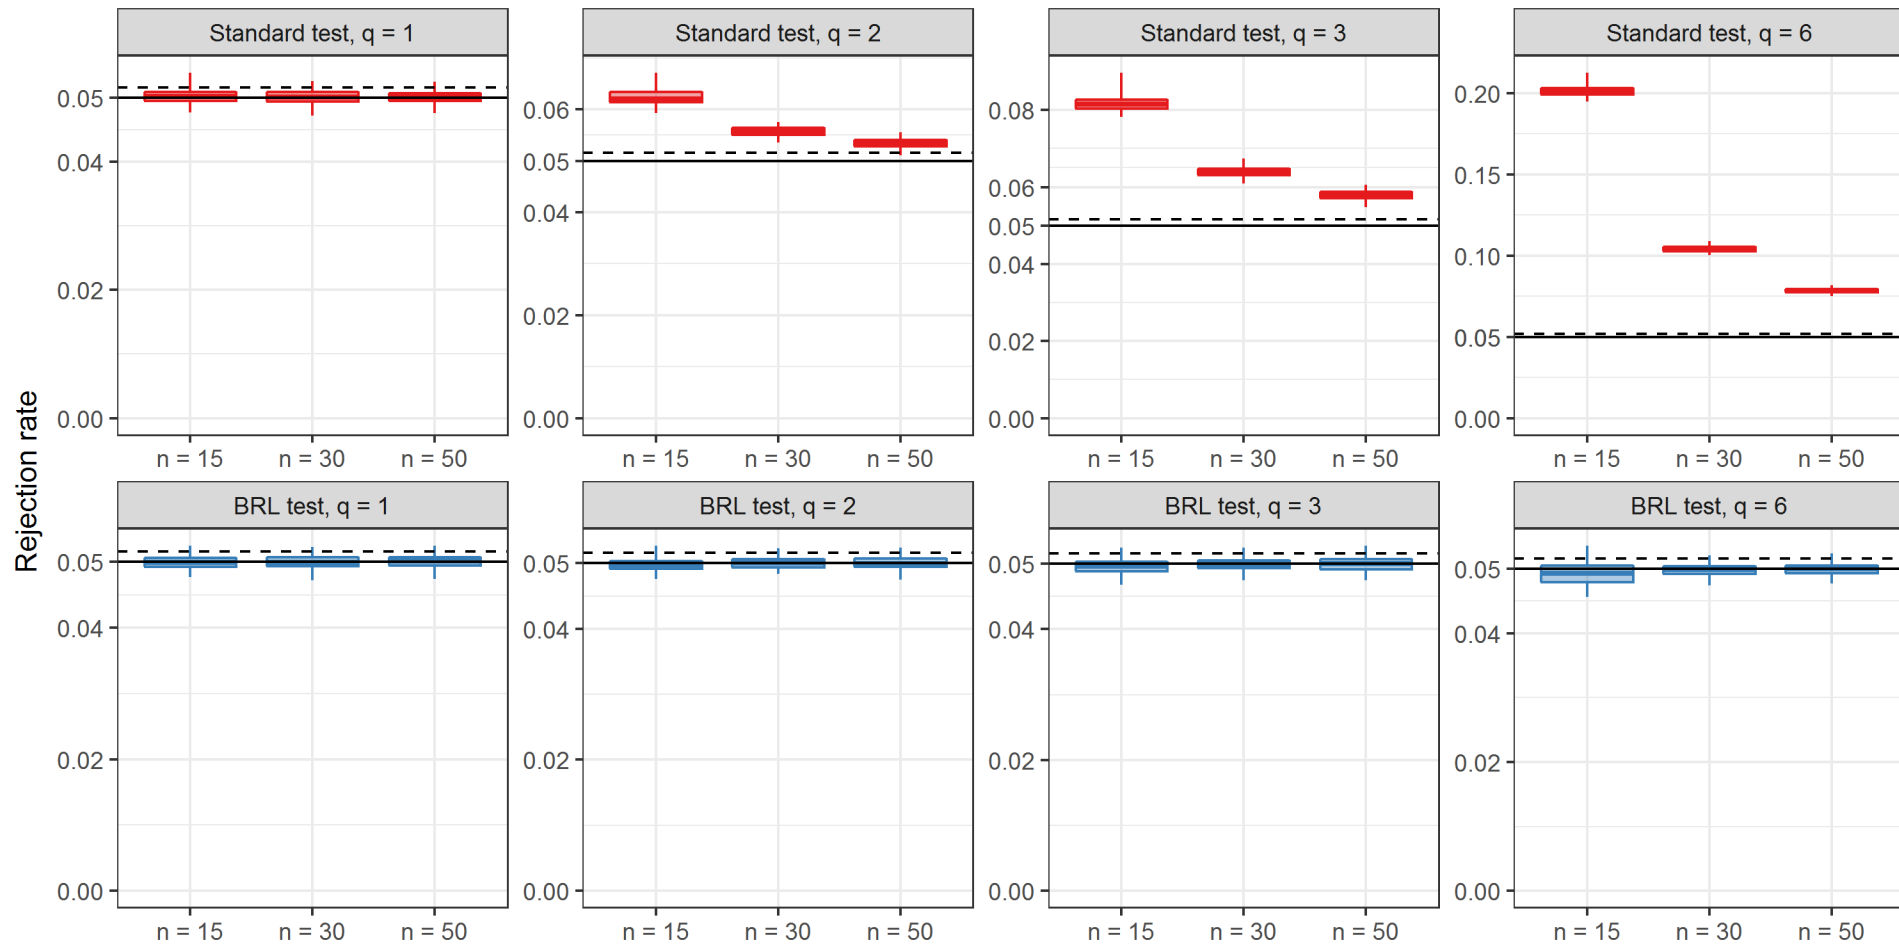 Rejection rate
Standard test, q = 1
Standard test, q = 2
Standard test, q = 3
Standard test, q = 6
0.05
0.04
0.02
0.00
0.06
0.05
0.04
0.02
0.00
0.08
0.06
0.05
0.04
0.02
0.00
0.20
0.15
0.10
0.05
0.00
n = 15 n = 30 n = 50
n = 15 n = 30 n = 50
n = 15 n = 30 n = 50
n = 15 n = 30 n = 50
BRL test, q = 1
BRL test, q = 2
BRL test, q = 3
BRL test, q = 6
0.05
0.04
0.02
0.00
0.05
0.04
0.02
0.00
0.05
0.04
0.02
0.00
0.05
0.04
0.02
0.00
n = 15 n = 30 n = 50
n = 15 n = 30 n = 50
n = 15 n = 30 n = 50
n = 15 n = 30 n = 50